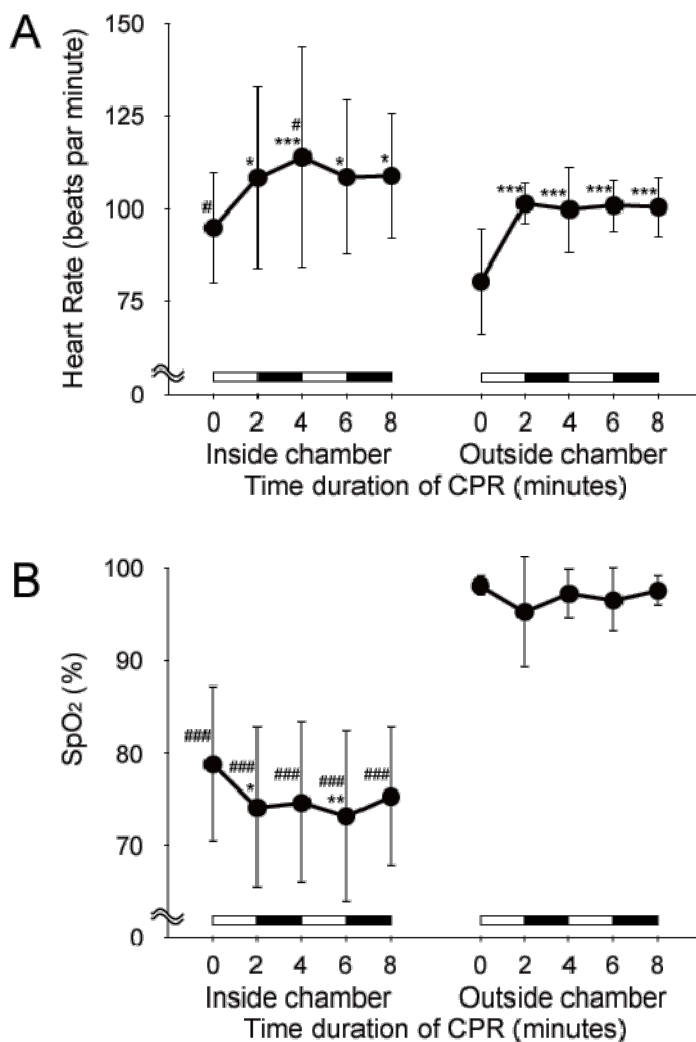 A
Heart Rate (beats par minute)
150
125
100
75
0
#
*
#
***
*
*
***
***
***
***
0 2 4 6 8
0 2 4 6 8
Inside chamber
Outside chamber
Time duration of CPR (minutes)
B
SpO₂ (%)
100
90
80
70
0
###
###
*
###
###
**
###
0 2 4 6 8
0 2 4 6 8
Inside chamber
Outside chamber
Time duration of CPR (minutes)